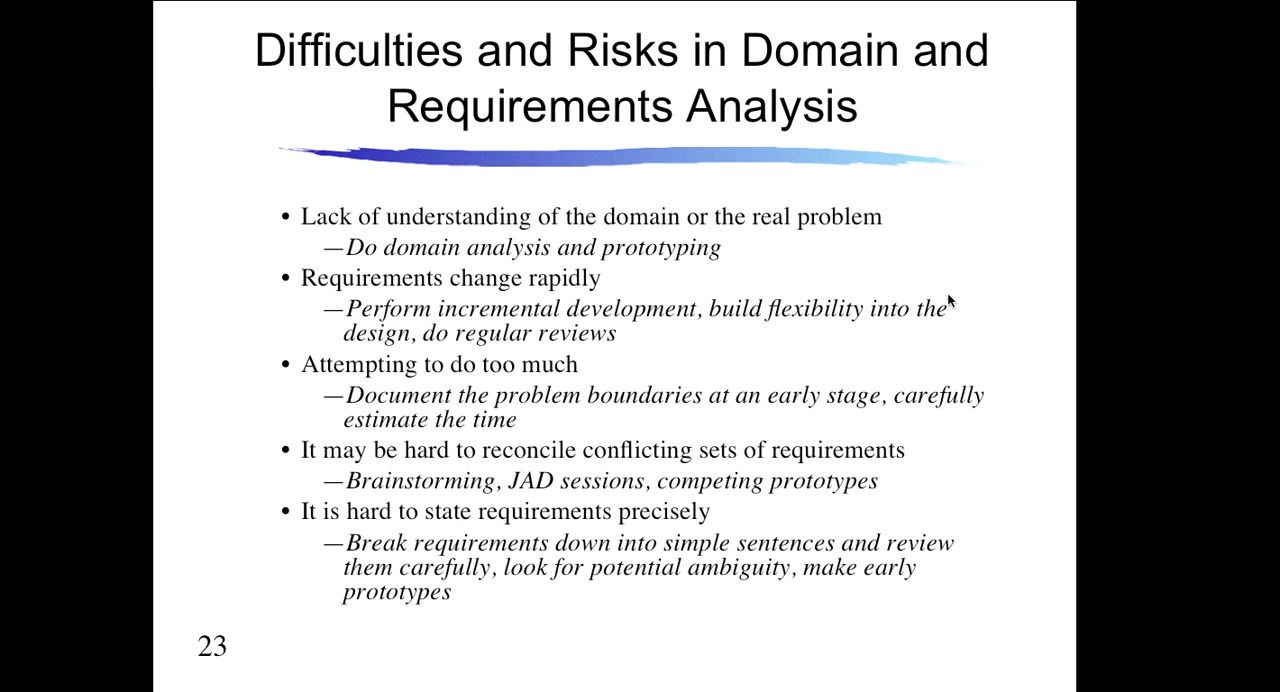 Difficulties and Risks in Domain and
Requirements Analysis
• Lack of understanding of the domain or the real problem
—Do domain analysis and prototyping
• Requirements change rapidly
—Perform incremental development, build flexibility into the
design, do regular reviews
• Attempting to do too much
—Document the problem boundaries at an early stage, carefully
estimate the time
• It may be hard to reconcile conflicting sets of requirements
—Brainstorming, JAD sessions, competing prototypes
• It is hard to state requirements precisely
—Break requirements down into simple sentences and review
them carefully, look for potential ambiguity, make early
prototypes
23